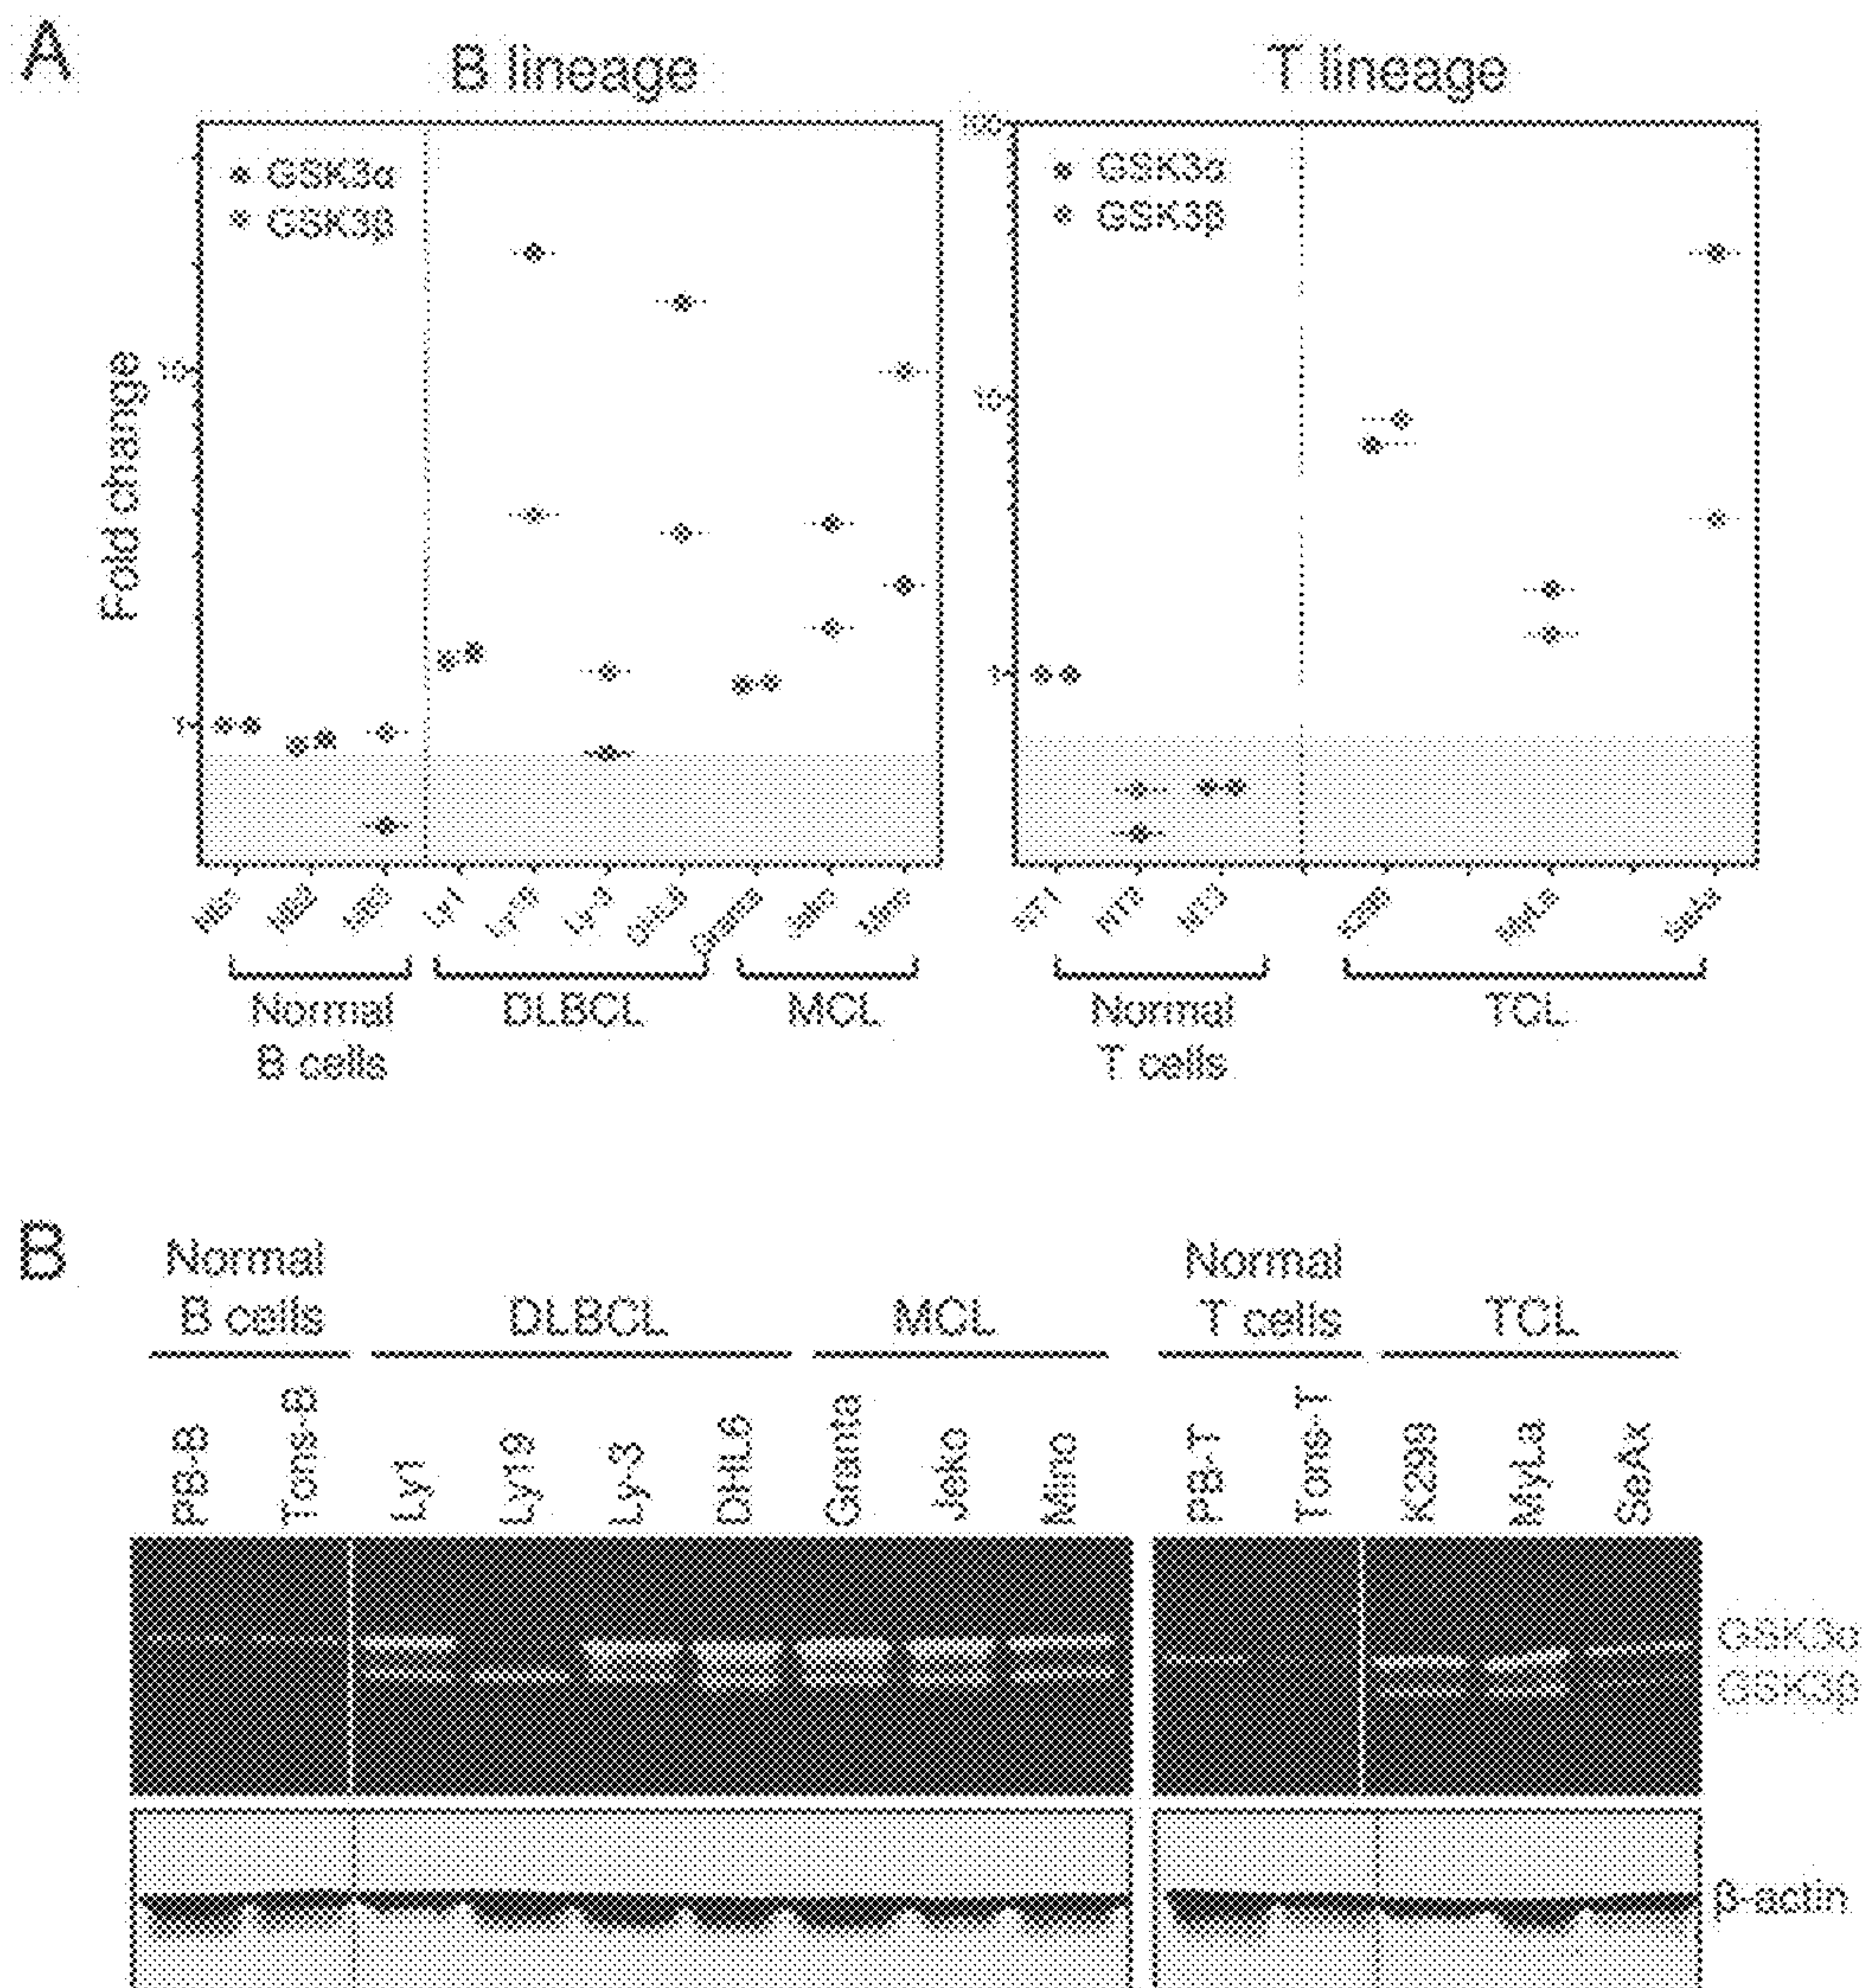 A
B lineage
T lineage
GSK3α
GSK3β
100
GSK3α
GSK3β
Fold change
10
10
1
1
Normal
B cells
DLBCL
MCL
Normal
T cells
TCL
B
Normal
B cells
DLBCL
MCL
Normal
T cells
TCL
PB-B
Tons-B
Ly1
Ly19
Ly-3
DHL6
Granta
Jeko
Mino
PB-T
Tons-T
K299
MyLa
SeAx
GSK3α
GSK3β
β-actin